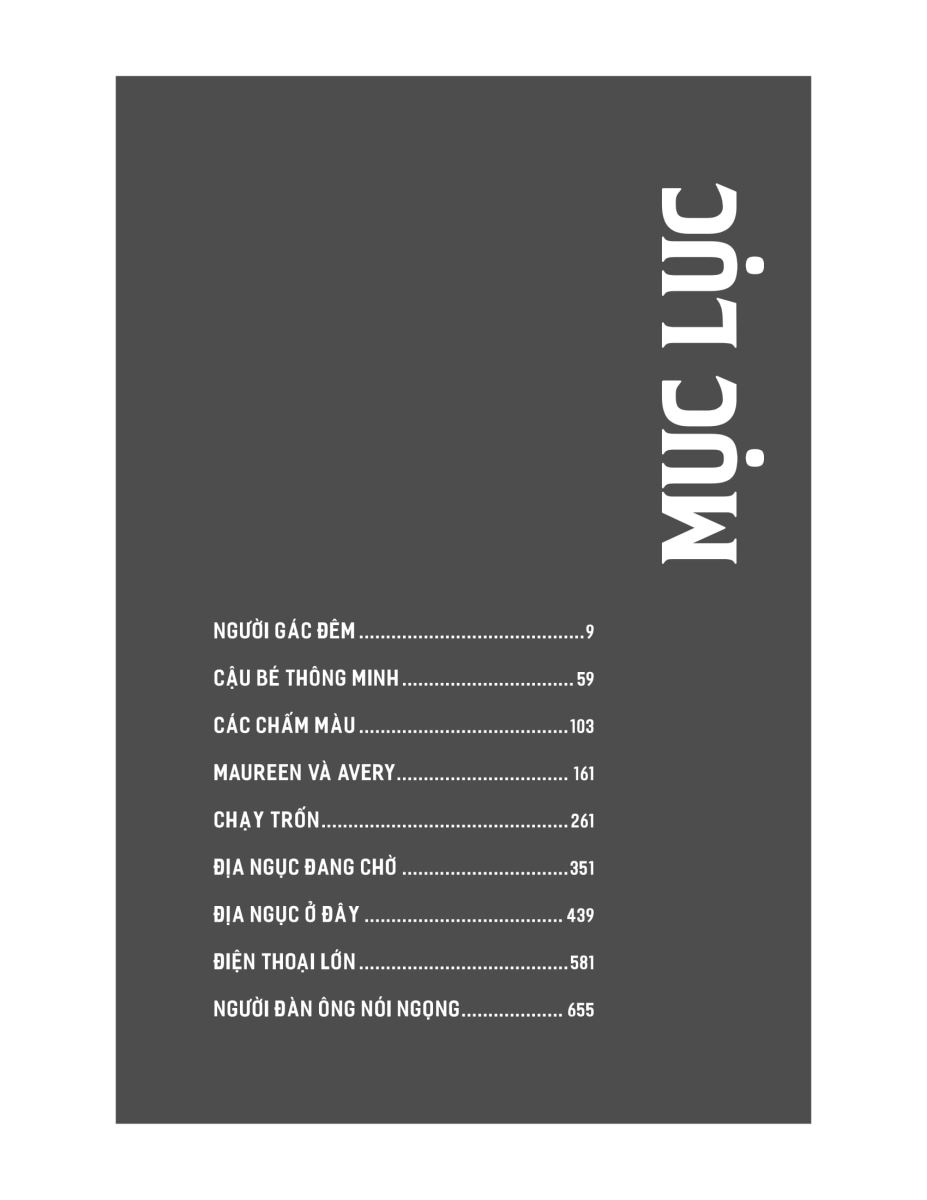 MỤC LỤC
NGƯỜI GÁC ĐÊM..........................................9
CẬU BÉ THÔNG MINH................................ 59
CÁC CHẤM MÀU.......................................103
MAUREEN VÀ AVERY................................ 161
CHẠY TRỐN..............................................261
ĐỊA NGỤC ĐANG CHỜ ...............................351
ĐỊA NGỤC Ở ĐÂY ..................................... 439
ĐIỆN THOẠI LỚN.......................................581
NGƯỜI ĐÀN ÔNG NÓI NGỌNG................... 655